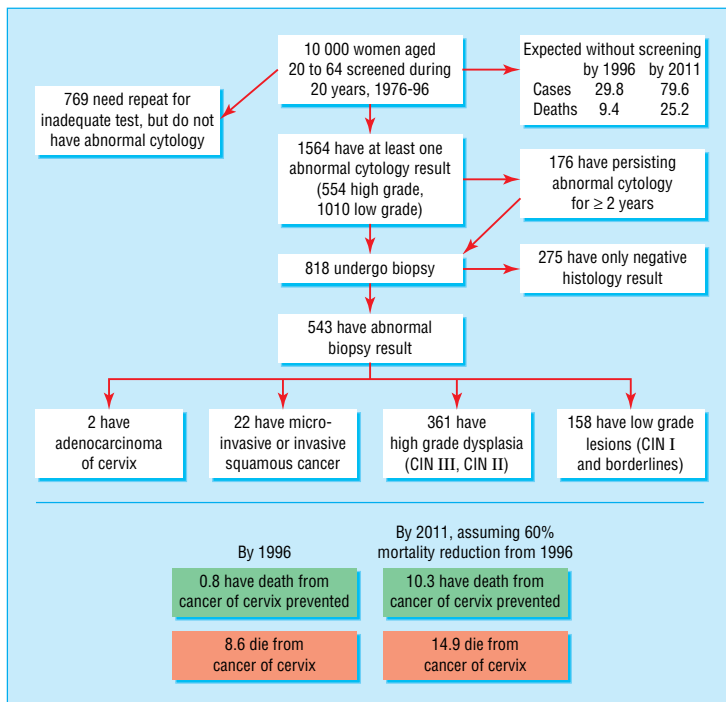 10 000 women aged
20 to 64 screened during
20 years, 1976-96
Expected without screening
by 1996 by 2011
Cases 29.8 79.6
Deaths 9.4 25.2
769 need repeat for
inadequate test, but do not
have abnormal cytology
1564 have at least one
abnormal cytology result
(554 high grade,
1010 low grade)
176 have persisting
abnormal cytology
for ≥ 2 years
818 undergo biopsy
275 have only negative
histology result
543 have abnormal
biopsy result
2 have
adenocarcinoma
of cervix
22 have micro-
invasive or invasive
squamous cancer
361 have
high grade dysplasia
(CIN III, CIN II)
158 have low grade
lesions (CIN I
and borderlines)
By 1996
By 2011, assuming 60%
mortality reduction from 1996
0.8 have death from
cancer of cervix prevented
10.3 have death from
cancer of cervix prevented
8.6 die from
cancer of cervix
14.9 die from
cancer of cervix